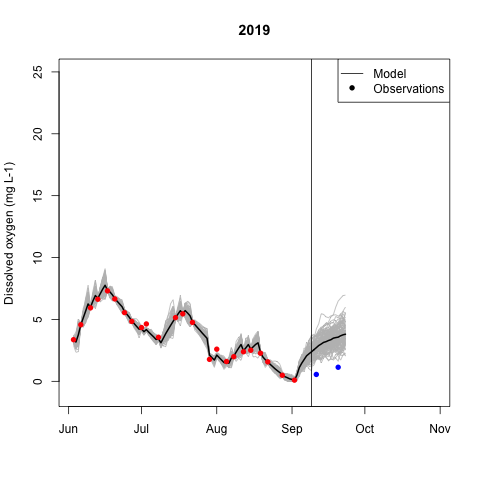 2019
Model
Observations
Dissolved oxygen (mg L-1)
25
20
15
10
5
0
Jun Jul Aug Sep Oct Nov